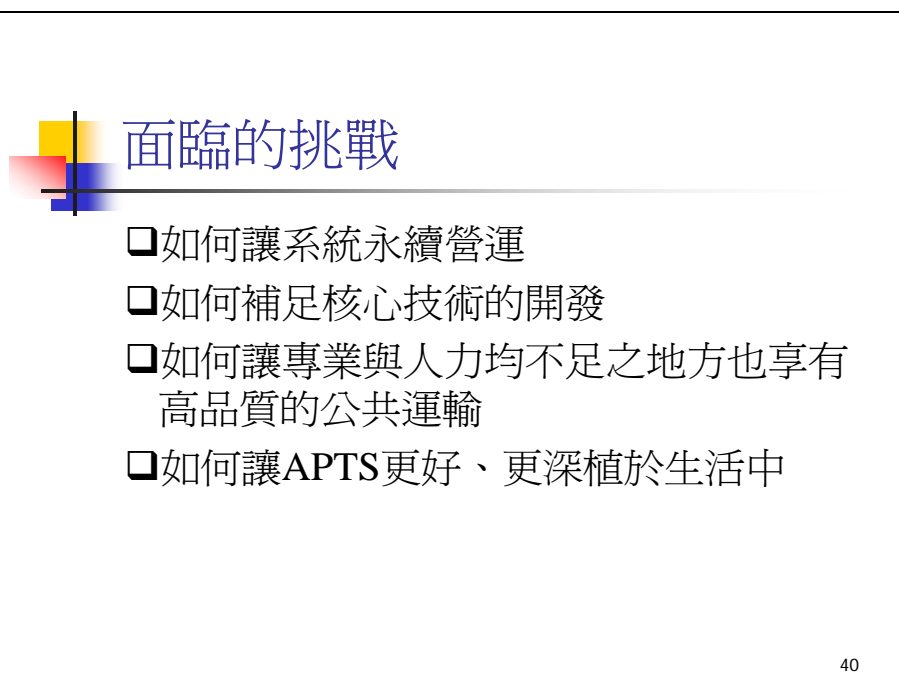 面臨的挑戰
❑如何讓系統永續營運
❑如何補足核心技術的開發
❑如何讓專業與人力均不足之地方也享有
高品質的公共運輸
❑如何讓APTS更好、更深植於生活中
40